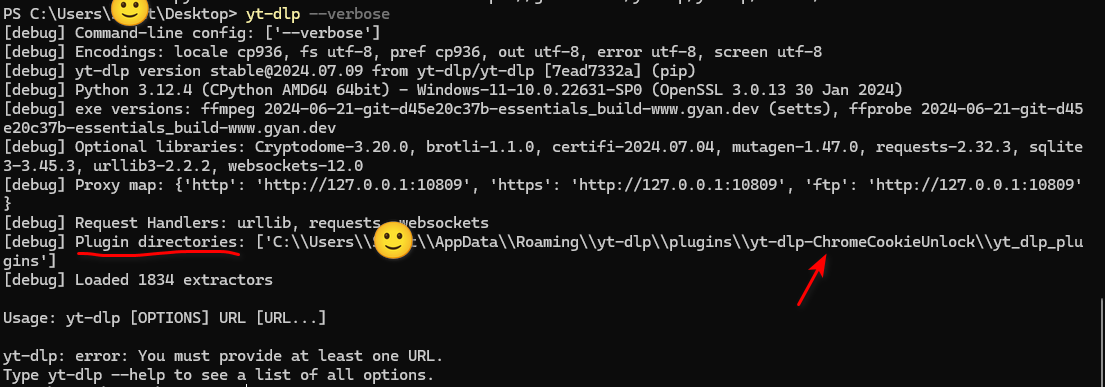 PS C:\Users\ t\Desktop> yt-dlp --verbose
[debug] Command-line config: ['--verbose']
[debug] Encodings: locale cp936, fs utf-8, pref cp936, out utf-8, error utf-8, screen utf-8
[debug] yt-dlp version stable@2024.07.09 from yt-dlp/yt-dlp [7ead7332a] (pip)
[debug] Python 3.12.4 (CPython AMD64 64bit) - Windows-11-10.0.22631-SP0 (OpenSSL 3.0.13 30 Jan 2024)
[debug] exe versions: ffmpeg 2024-06-21-git-d45e20c37b-essentials_build-www.gyan.dev (setts), ffprobe 2024-06-21-git-d45
e20c37b-essentials_build-www.gyan.dev
[debug] Optional libraries: Cryptodome-3.20.0, brotli-1.1.0, certifi-2024.07.04, mutagen-1.47.0, requests-2.32.3, sqlite
3-3.45.3, urllib3-2.2.2, websockets-12.0
[debug] Proxy map: {'http': 'http://127.0.0.1:10809', 'https': 'http://127.0.0.1:10809', 'ftp': 'http://127.0.0.1:10809'
}
[debug] Request Handlers: urllib, requests, websockets
[debug] Plugin directories: ['C:\\Users\\ t\\AppData\\Roaming\\yt-dlp\\plugins\\yt-dlp-ChromeCookieUnlock\\yt_dlp_plu
gins']
[debug] Loaded 1834 extractors
Usage: yt-dlp [OPTIONS] URL [URL...]
yt-dlp: error: You must provide at least one URL.
Type yt-dlp --help to see a list of all options.